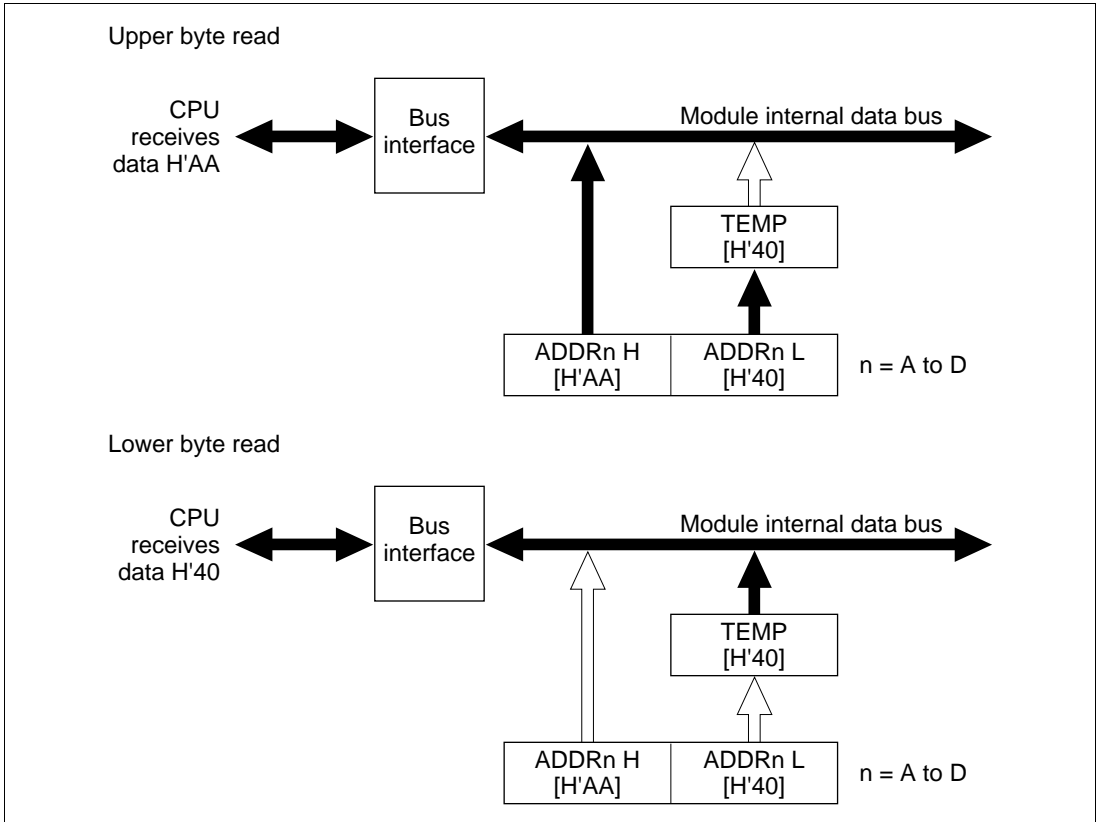 Upper byte read
CPU
receives
data H'AA
Bus
interface
Module internal data bus
TEMP
[H'40]
ADDRn H
[H'AA]
ADDRn L
[H'40]
n = A to D
Lower byte read
CPU
receives
data H'40
Bus
interface
Module internal data bus
TEMP
[H'40]
ADDRn H
[H'AA]
ADDRn L
[H'40]
n = A to D